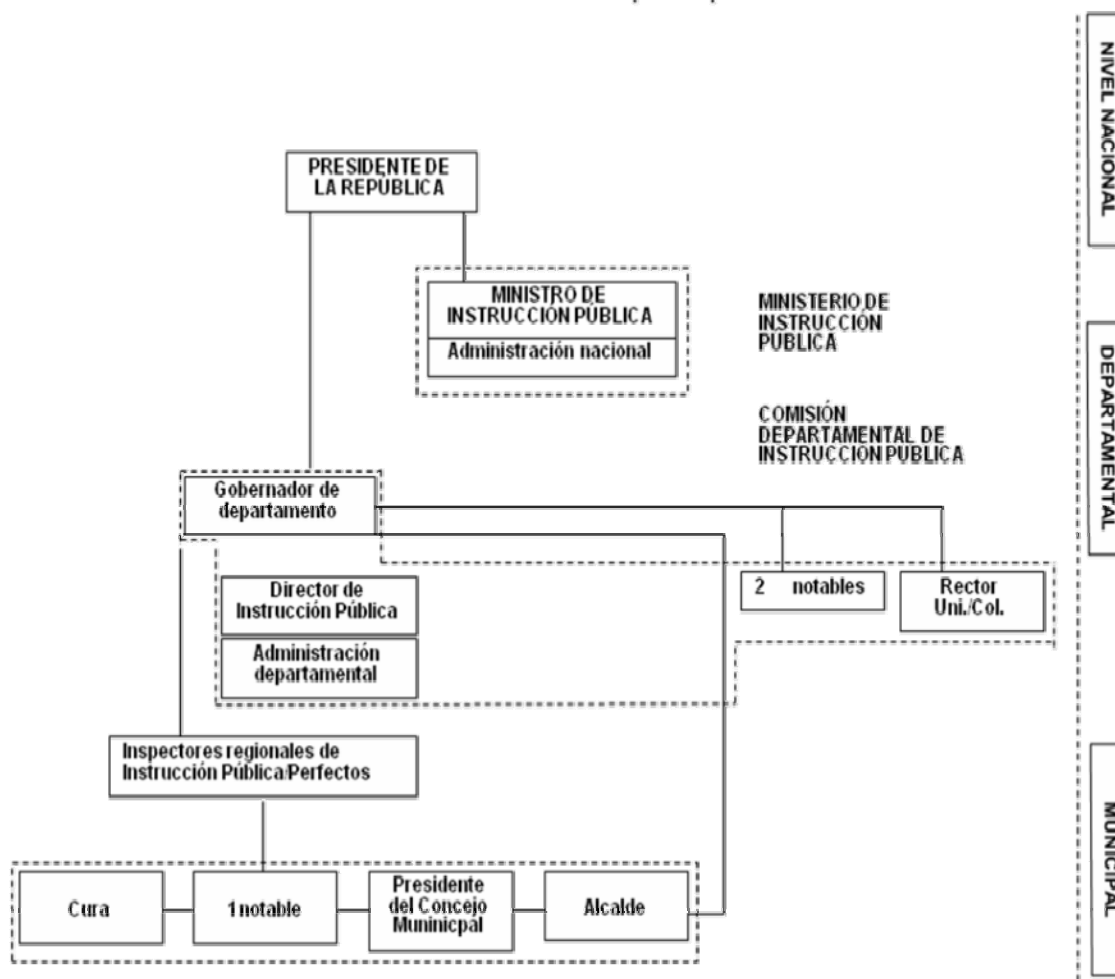 PRESIDENTE DE
LA REPÚBLICA
MINISTRO DE
INSTRUCCIÓN PÚBLICA
Administración nacional
MINISTERIO DE
INSTRUCCIÓN
PUBLICA
COMISIÓN
DEPARTAMENTAL DE
INSTRUCCION PUBLICA
Gobernador de
departamento
Director de
Instrucción Pública
Administración
departamental
2 notables
Rector
Uni./Col.
Inspectores regionales de
Instrucción Pública/Perfectos
Cura
1 notable
Presidente
del Concejo
Muninicpal
Alcalde
NIVEL NACIONAL
DEPARTAMENTAL
MUNICIPAL